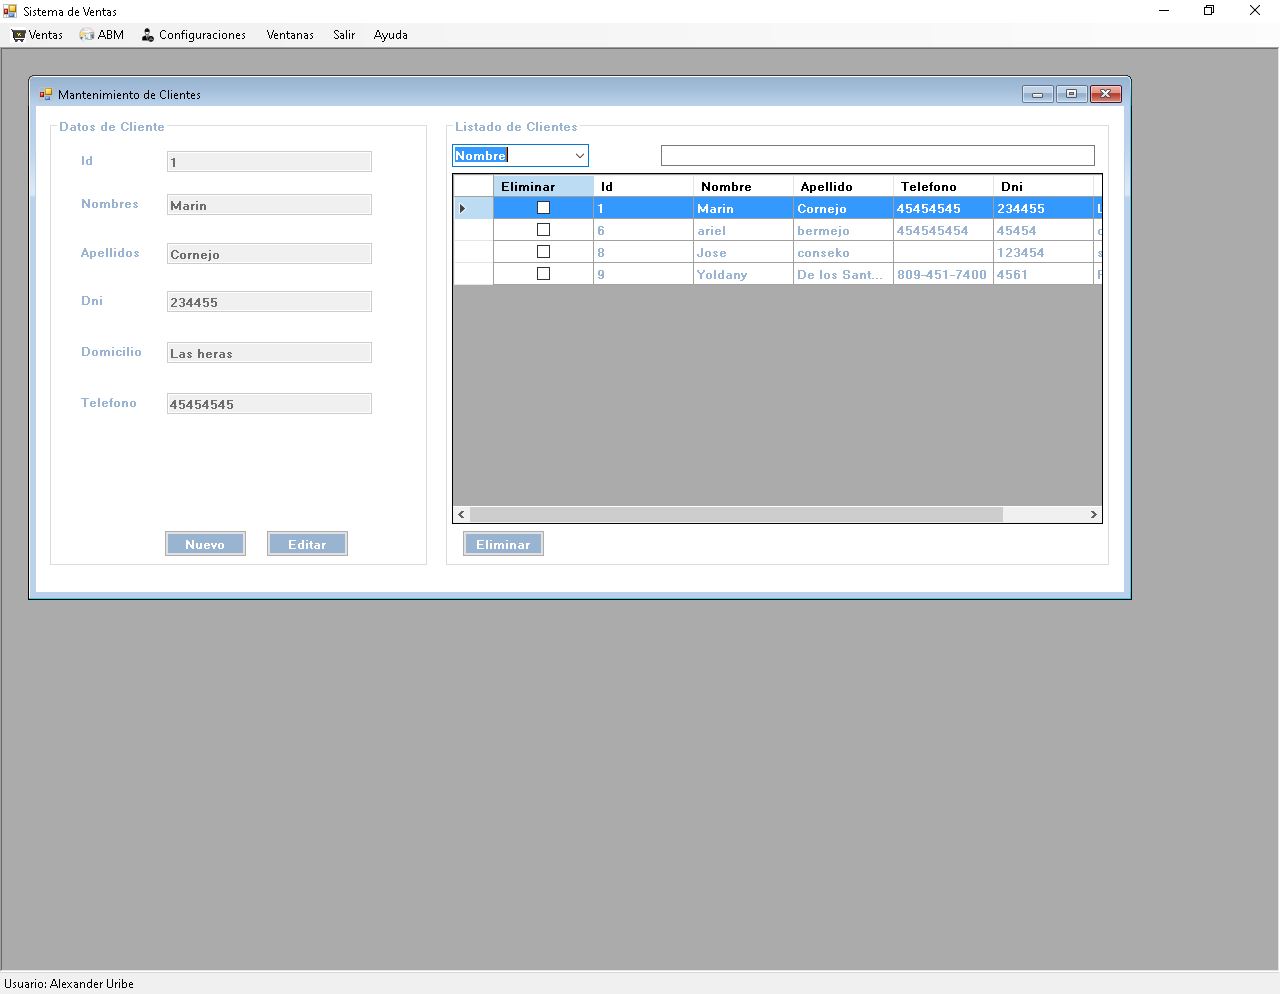 Sistema de Ventas
Ventas ABM Configuraciones Ventanas Salir Ayuda
Mantenimiento de Clientes
Datos de Cliente
Id 1
Nombres Marin
Apellidos Cornejo
Dni 234455
Domicilio Las heras
Telefono 45454545
Nuevo Editar
Listado de Clientes
Nombre
Eliminar Id Nombre Apellido Telefono Dni
1 Marin Cornejo 45454545 234455
6 ariel bermejo 454545454 45454
8 Jose conseko 123454
9 Yoldany De los Sant... 809-451-7400 4561
Eliminar
Usuario: Alexander Uribe